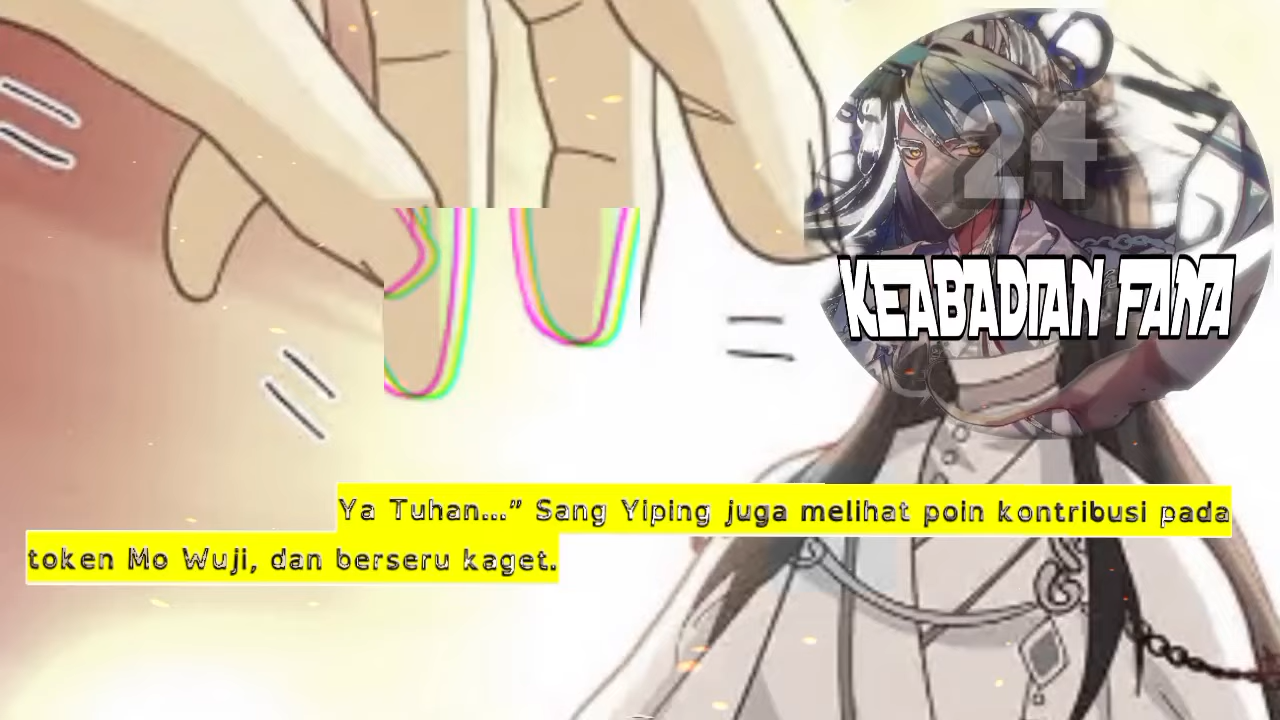 24
KEABADIAN FANA
Ya Tuhan...” Sang Yiping juga melihat poin kontribusi pada
token Mo Wuji, dan berseru kaget.